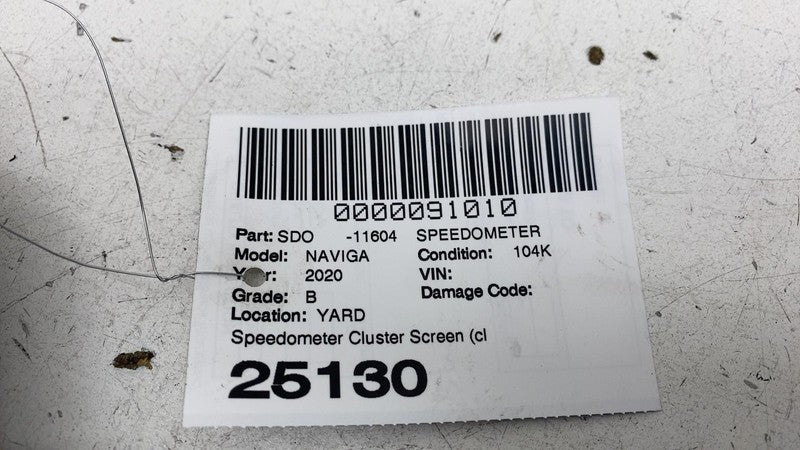 0000091010
Part: SDO -11604 SPEEDOMETER
Model: NAVIGA Condition: 104K
Year: 2020 VIN:
Grade: B Damage Code:
Location: YARD
Speedometer Cluster Screen (cl
25130